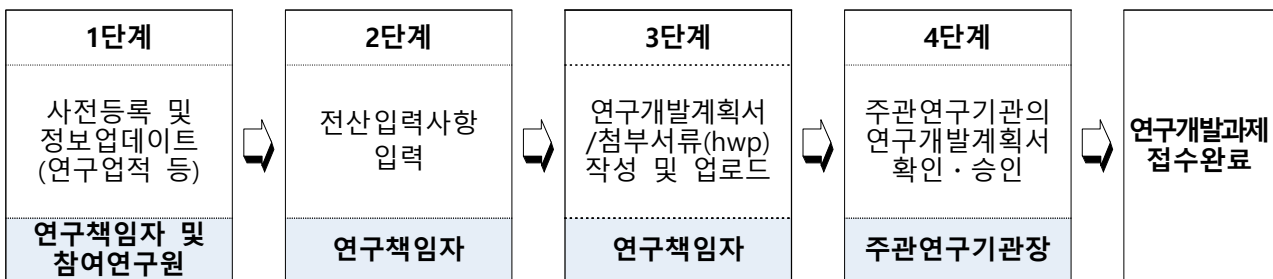 1단계
사전등록 및
정보업데이트
(연구업적 등)
연구책임자 및
참여연구원
2단계
전산입력사항
입력
연구책임자
3단계
연구개발계획서
/첨부서류(hwp)
작성 및 업로드
연구책임자
4단계
주관연구기관의
연구개발계획서
확인・승인
주관연구기관장
연구개발과제
접수완료